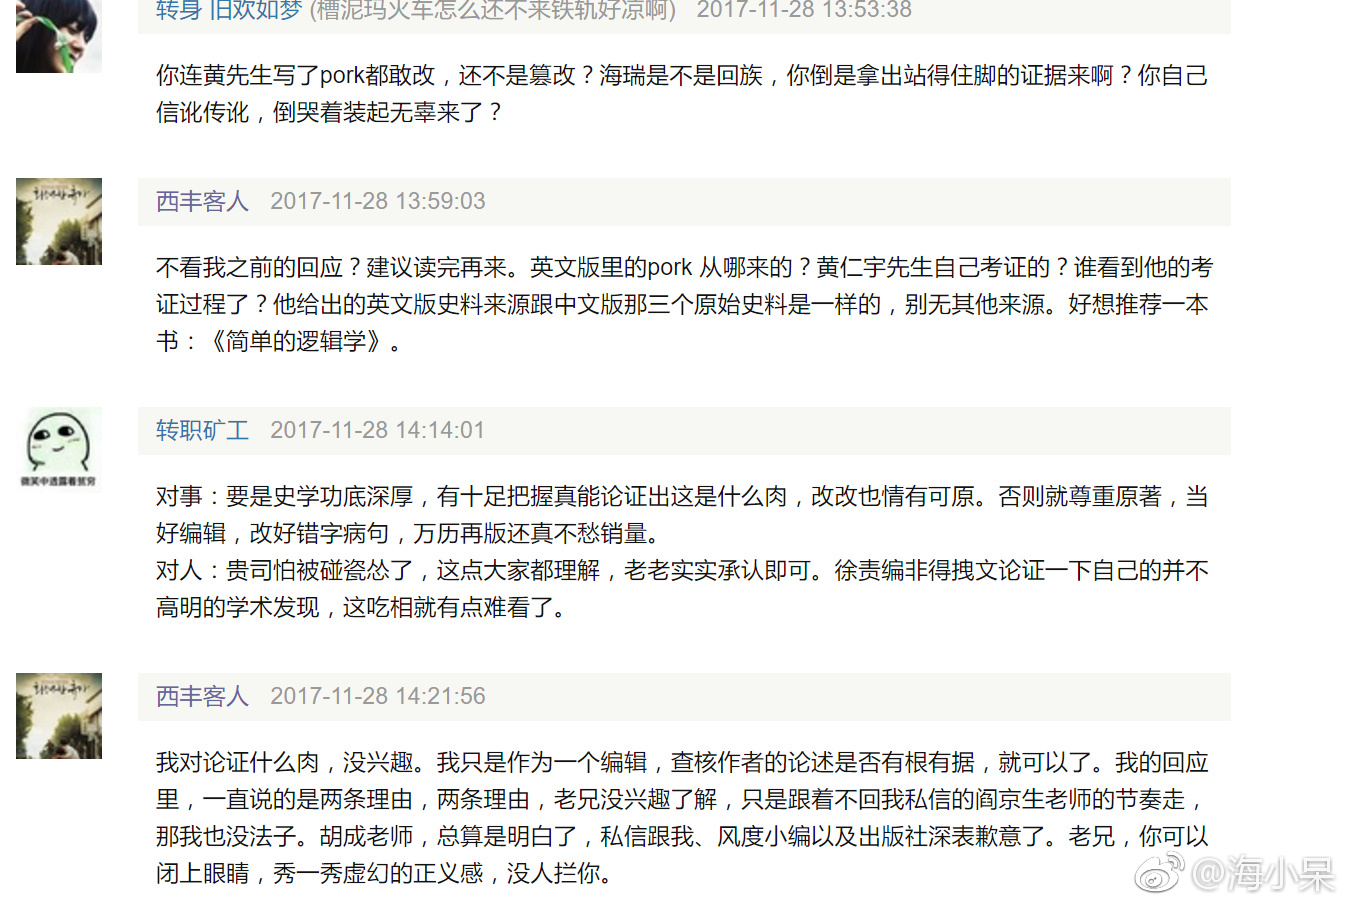 转身 旧欢如梦 (槽泥玛火车怎么还不来铁轨好凉啊) 2017-11-28 13:53:38
你连黄先生写了pork都敢改，还不是篡改？海瑞是不是回族，你倒是拿出站得住脚的证据来啊？你自己
信讹传讹，倒哭着装起无辜来了？
西丰客人 2017-11-28 13:59:03
不看我之前的回应？建议读完再来。英文版里的pork 从哪来的？黄仁宇先生自己考证的？谁看到他的考
证过程了？他给出的英文版史料来源跟中文版那三个原始史料是一样的，别无其他来源。好想推荐一本
书：《简单的逻辑学》。
转职矿工 2017-11-28 14:14:01
微笑中透露着贫穷
对事：要是史学功底深厚，有十足把握真能论证出这是什么肉，改改也情有可原。否则就尊重原著，当
好编辑，改好错字病句，万历再版还真不愁销量。
对人：贵司怕被碰瓷怂了，这点大家都理解，老老实实承认即可。徐责编非得拽文论证一下自己的并不
高明的学术发现，这吃相就有点难看了。
西丰客人 2017-11-28 14:21:56
我对论证什么肉，没兴趣。我只是作为一个编辑，查核作者的论述是否有根有据，就可以了。我的回应
里，一直说的是两条理由，两条理由，老兄没兴趣了解，只是跟着不回我私信的阎京生老师的节奏走，
那我也没法子。胡成老师，总算是明白了，私信跟我、风度小编以及出版社深表歉意了。老兄，你可以
闭上眼睛，秀一秀虚幻的正义感，没人拦你。
@海小呆